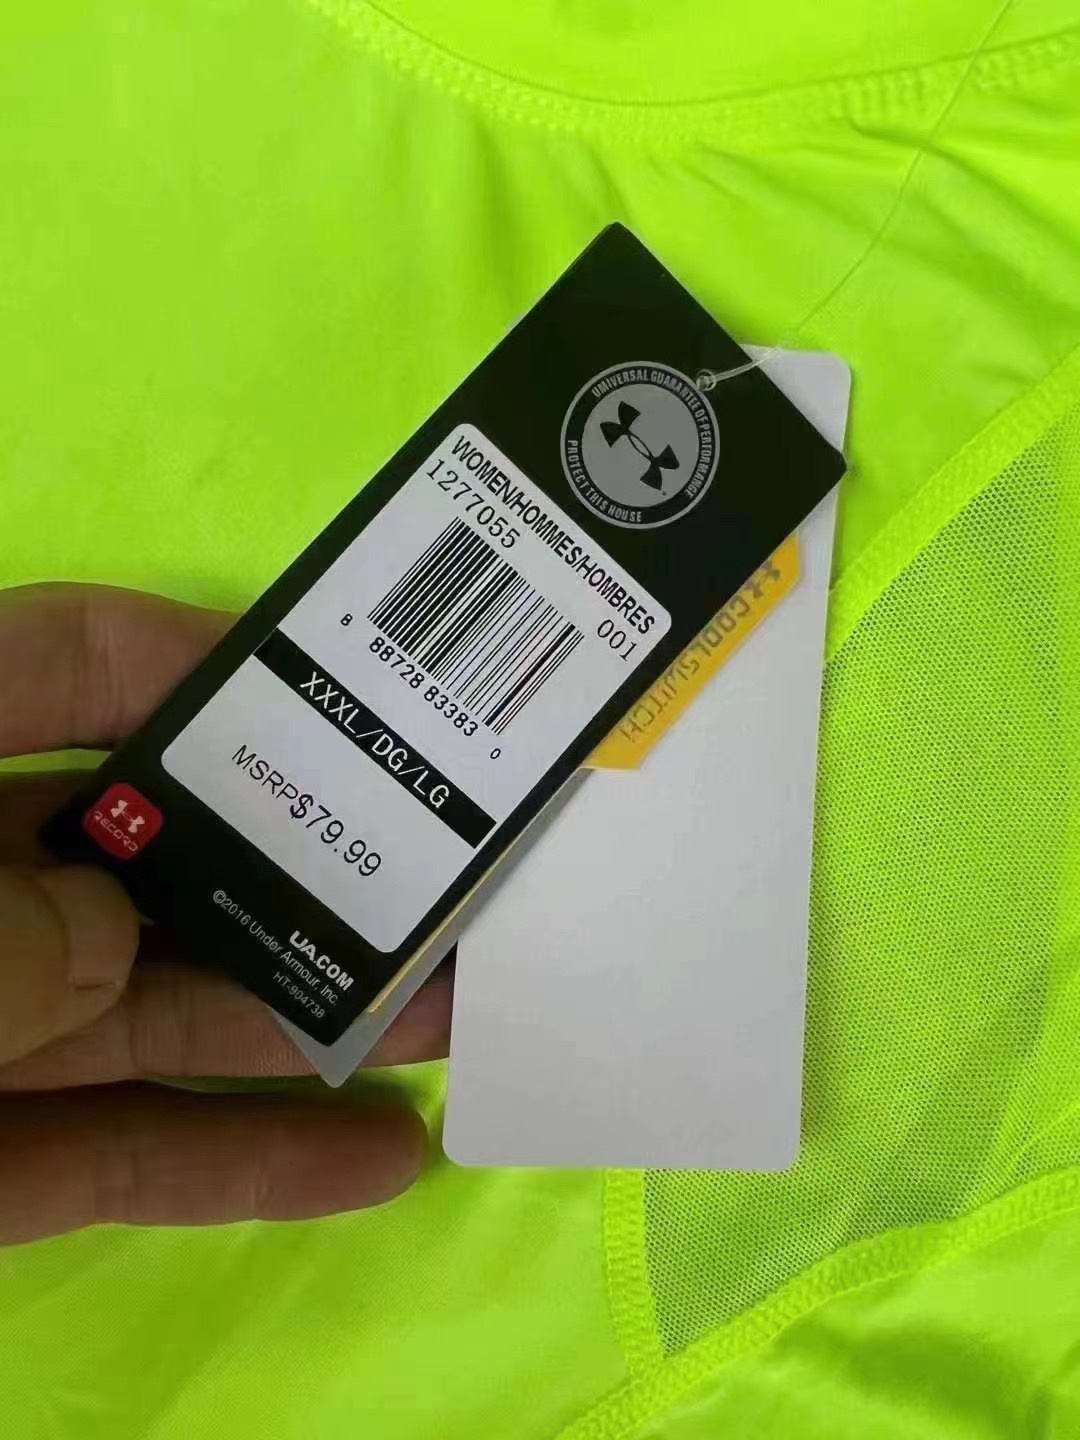 UNIVERSAL GUARANTEE OF PERFORMANCE
PROTECT THIS HOUSE
WOMEN/HOMMES/HOMBRES
1277055
001
8 88728 83383 0
XXXL/DG/LG
MSRP$79.99
RECORD
UA.COM
©2016 Under Armour, Inc.
HT-904738
COOLSWITCH